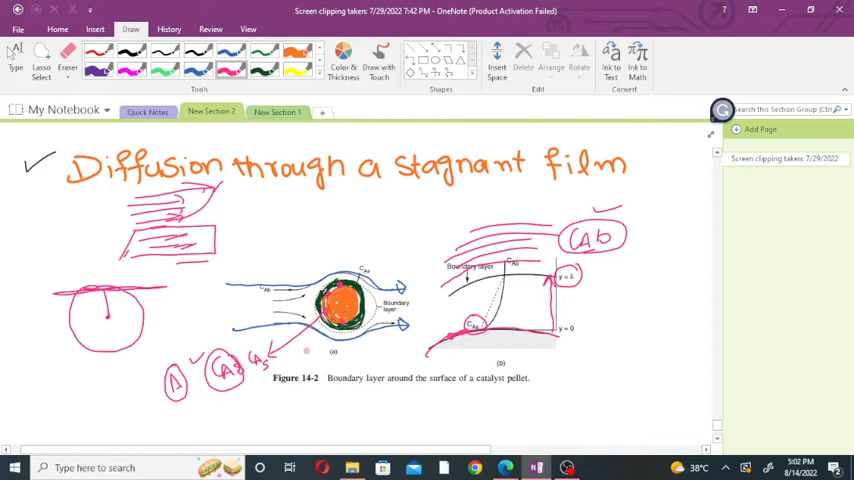 Screen clipping taken: 7/29/2022 7:42 PM - OneNote (Product Activation Failed)
File Home Insert Draw History Review View
Type Lasso Select Eraser Color & Thickness Draw with Touch Insert Space Delete Arrange Rotate Ink to Text Ink to Math
Tools Shapes Edit Convert
My Notebook Quick Notes New Section 2 New Section 1
Search this Section Group (Ctrl
Add Page
Screen clipping taken: 7/29/2022
Diffusion through a stagnant film
CAb
Boundary layer CAb y = δ
CAb CAs Boundary layer
CAs y = 0
A CAs
(a) (b)
Figure 14-2 Boundary layer around the surface of a catalyst pellet.
Type here to search 38°C 5:02 PM
8/14/2022